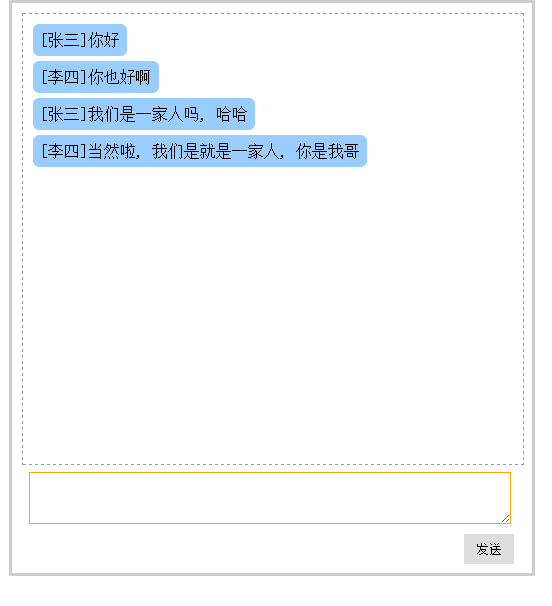 [张三]你好
[李四]你也好啊
[张三]我们是一家人吗, 哈哈
[李四]当然啦, 我们是就是一家人, 你是我哥
发送